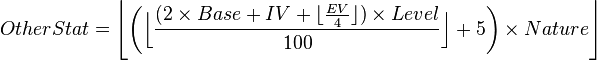 OtherStat = ⌊(⌊((2 × Base + IV + ⌊EV/4⌋) × Level)/100⌋ + 5) × Nature⌋